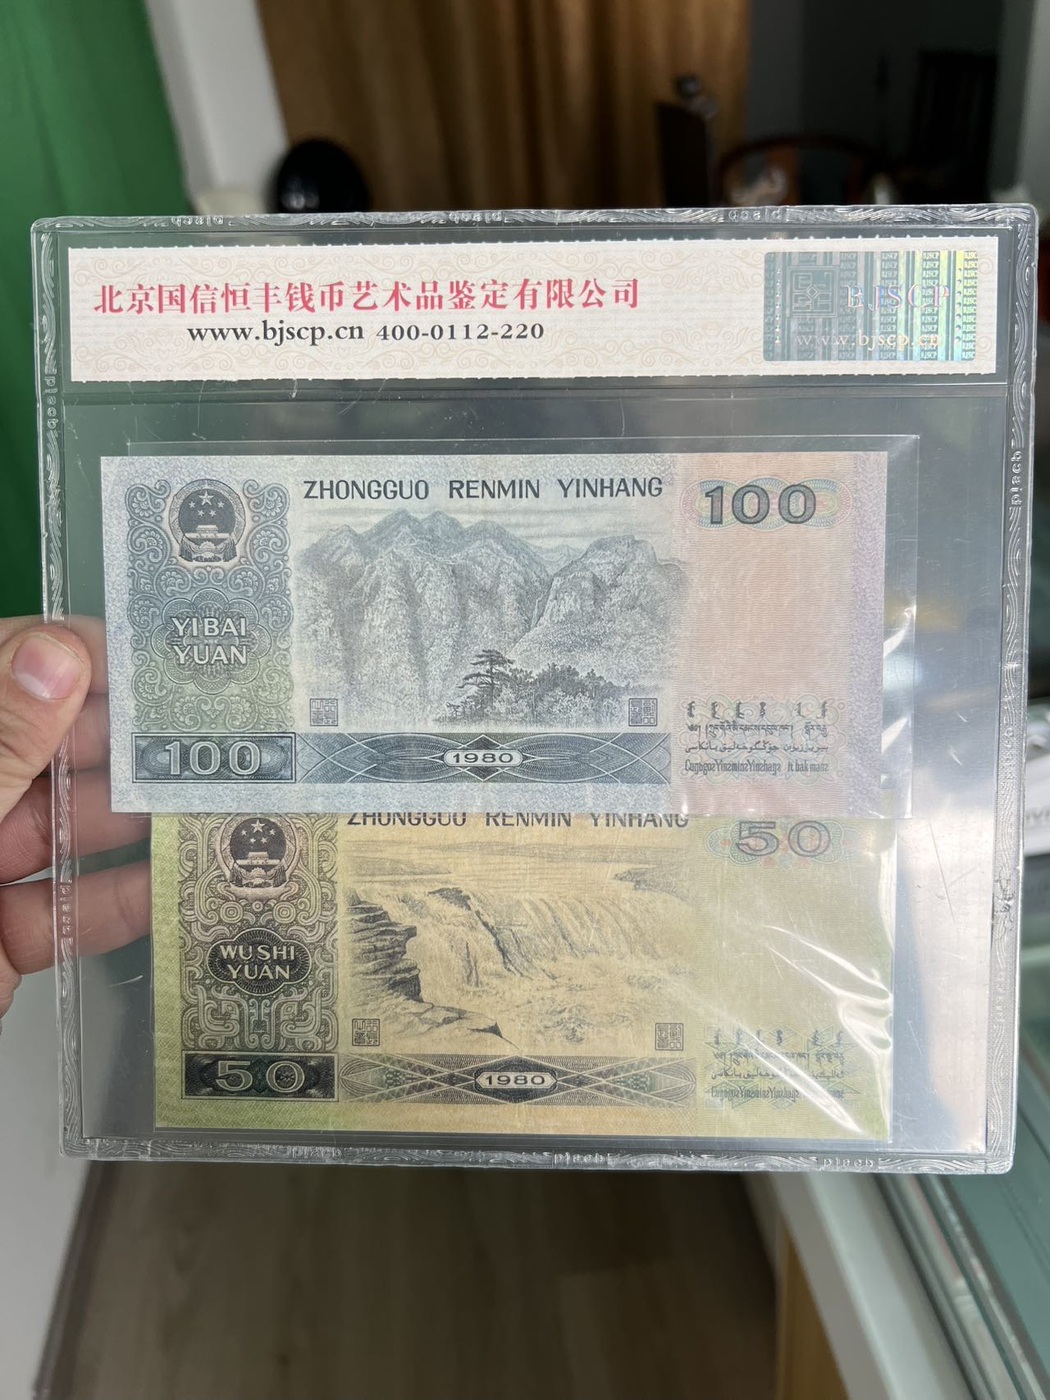 北京国信恒丰钱币艺术品鉴定有限公司
www.bjscp.cn 400-0112-220
BJSCP
www.bjscp.cn
ZHONGGUO RENMIN YINHANG
100
YI BAI
YUAN
100
1980
ZHONGGUO RENMIN YINHANG
50
WU SHI
YUAN
50
1980